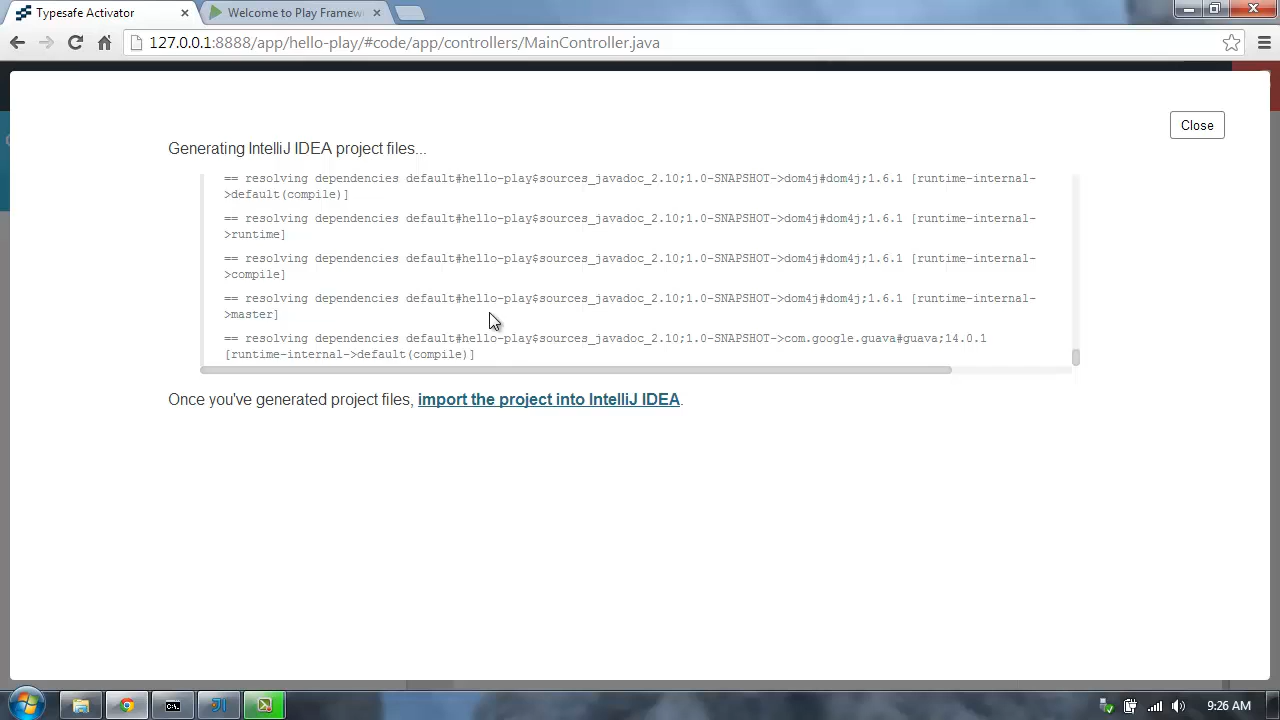 Typesafe Activator
Welcome to Play Framew
127.0.0.1:8888/app/hello-play/#code/app/controllers/MainController.java
Close
Generating IntelliJ IDEA project files...
== resolving dependencies default#hello-play$sources_javadoc_2.10;1.0-SNAPSHOT->dom4j#dom4j;1.6.1 [runtime-internal-
>default(compile)]
== resolving dependencies default#hello-play$sources_javadoc_2.10;1.0-SNAPSHOT->dom4j#dom4j;1.6.1 [runtime-internal-
>runtime]
== resolving dependencies default#hello-play$sources_javadoc_2.10;1.0-SNAPSHOT->dom4j#dom4j;1.6.1 [runtime-internal-
>compile]
== resolving dependencies default#hello-play$sources_javadoc_2.10;1.0-SNAPSHOT->dom4j#dom4j;1.6.1 [runtime-internal-
>master]
== resolving dependencies default#hello-play$sources_javadoc_2.10;1.0-SNAPSHOT->com.google.guava#guava;14.0.1
[runtime-internal->default(compile)]
Once you've generated project files, import the project into IntelliJ IDEA.
9:26 AM